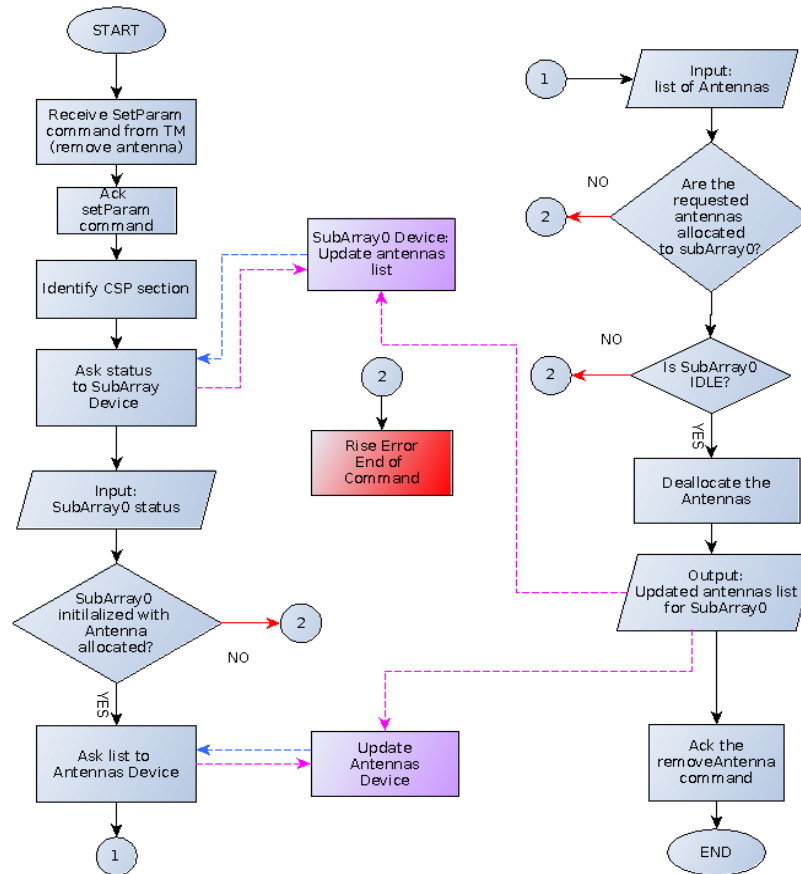 START
Receive SetParam
command from TM
(remove antenna)
Ack
setParam
command
Identify CSP section
Ask status
to SubArray
Device
Input:
SubArray0 status
SubArray0
initilalized with
Antenna
allocated?
NO
2
YES
Ask list to
Antennas Device
1
SubArray0 Device:
Update antennas
list
2
Rise Error
End of
Command
Update
Antennas
Device
1
Input:
list of Antennas
Are the
requested
antennas
allocated
to subArray0?
NO
2
Is SubArray0
IDLE?
NO
2
YES
Deallocate the
Antennas
Output:
Updated antennas list
for SubArray0
Ack the
removeAntenna
command
END